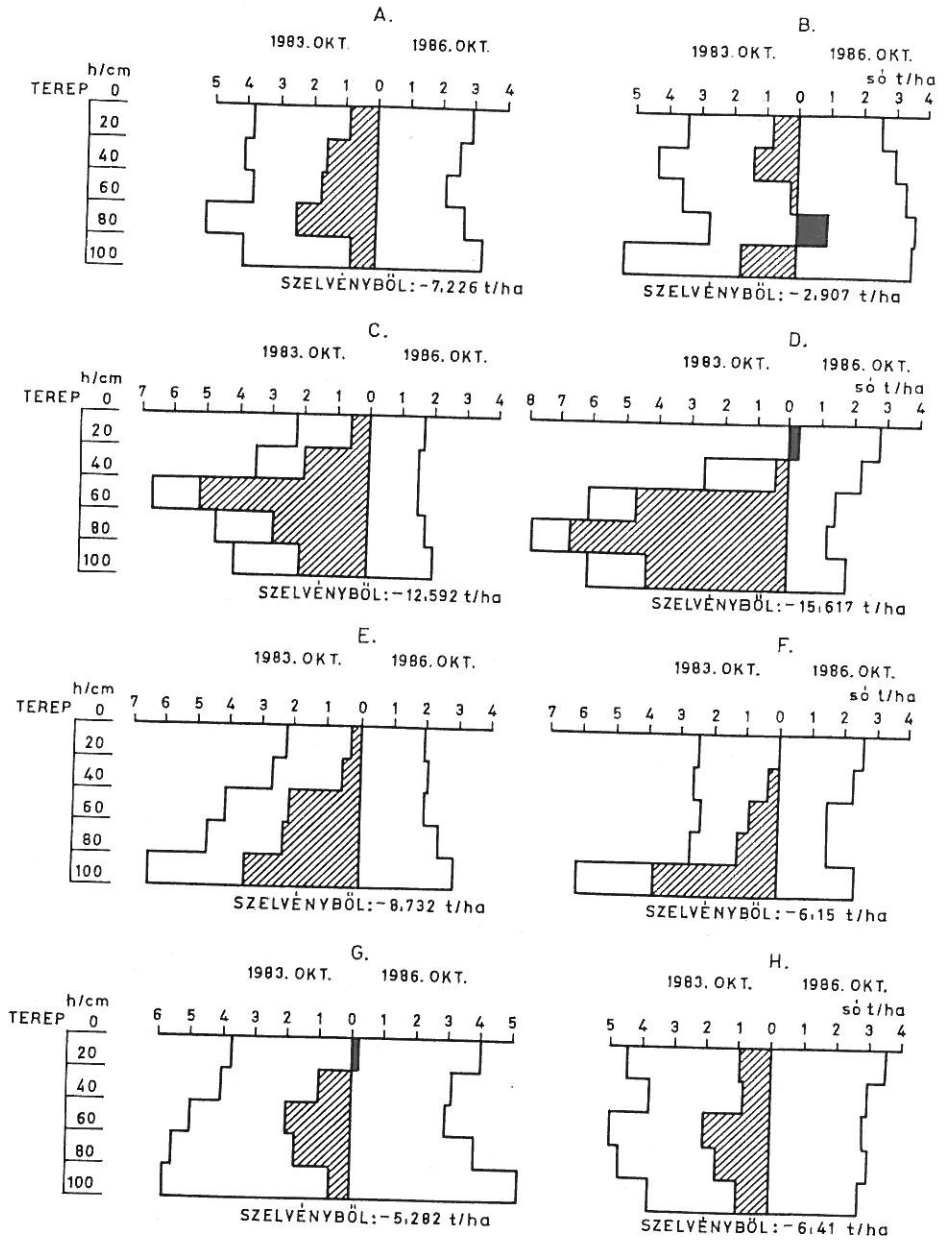 A.
1983. OKT. 1986. OKT.
h/cm
TEREP 0
5 4 3 2 1 0 1 2 3 4
20
40
60
80
100
SZELVÉNYBŐL: -7,226 t/ha
B.
1983. OKT. 1986. OKT.
só t/ha
4 3 2 1 0 1 2 3 4
SZELVÉNYBŐL: -2,907 t/ha
C.
1983. OKT. 1986. OKT.
h/cm
TEREP 0
7 6 5 4 3 2 1 0 1 2 3 4
20
40
60
80
100
SZELVÉNYBŐL: -12,592 t/ha
D.
1983. OKT. 1986. OKT.
só t/ha
8 7 6 5 4 3 2 1 0 1 2 3 4
SZELVÉNYBŐL: -15,617 t/ha
E.
1983. OKT. 1986. OKT.
h/cm
TEREP 0
7 6 5 4 3 2 1 0 1 2 3 4
20
40
60
80
100
SZELVÉNYBŐL: -8,732 t/ha
F.
1983. OKT. 1986. OKT.
só t/ha
7 6 5 4 3 2 1 0 1 2 3 4
SZELVÉNYBŐL: -6,15 t/ha
G.
1983. OKT. 1986. OKT.
h/cm
TEREP 0
6 5 4 3 2 1 0 1 2 3 4 5
20
40
60
80
100
SZELVÉNYBŐL: -5,282 t/ha
H.
1983. OKT. 1986. OKT.
só t/ha
5 4 3 2 1 0 1 2 3 4
SZELVÉNYBŐL: -6,41 t/ha